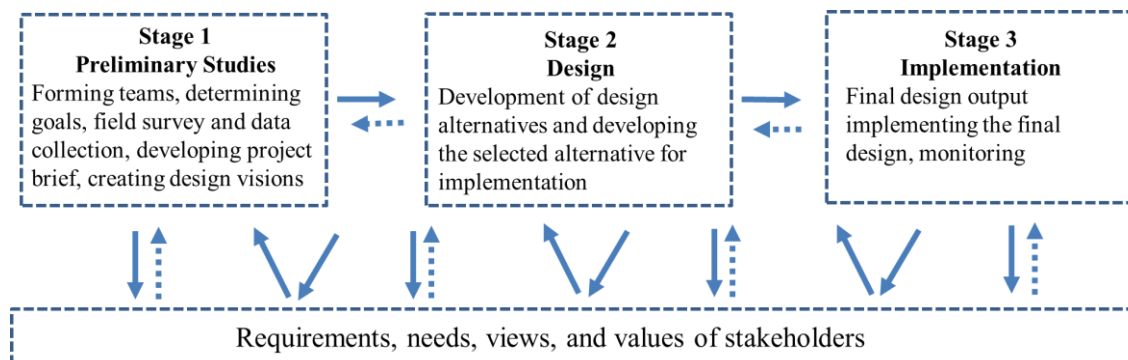 Stage 1
Preliminary Studies
Forming teams, determining
goals, field survey and data
collection, developing project
brief, creating design visions
Stage 2
Design
Development of design
alternatives and developing
the selected alternative for
implementation
Stage 3
Implementation
Final design output
implementing the final
design, monitoring
Requirements, needs, views, and values of stakeholders